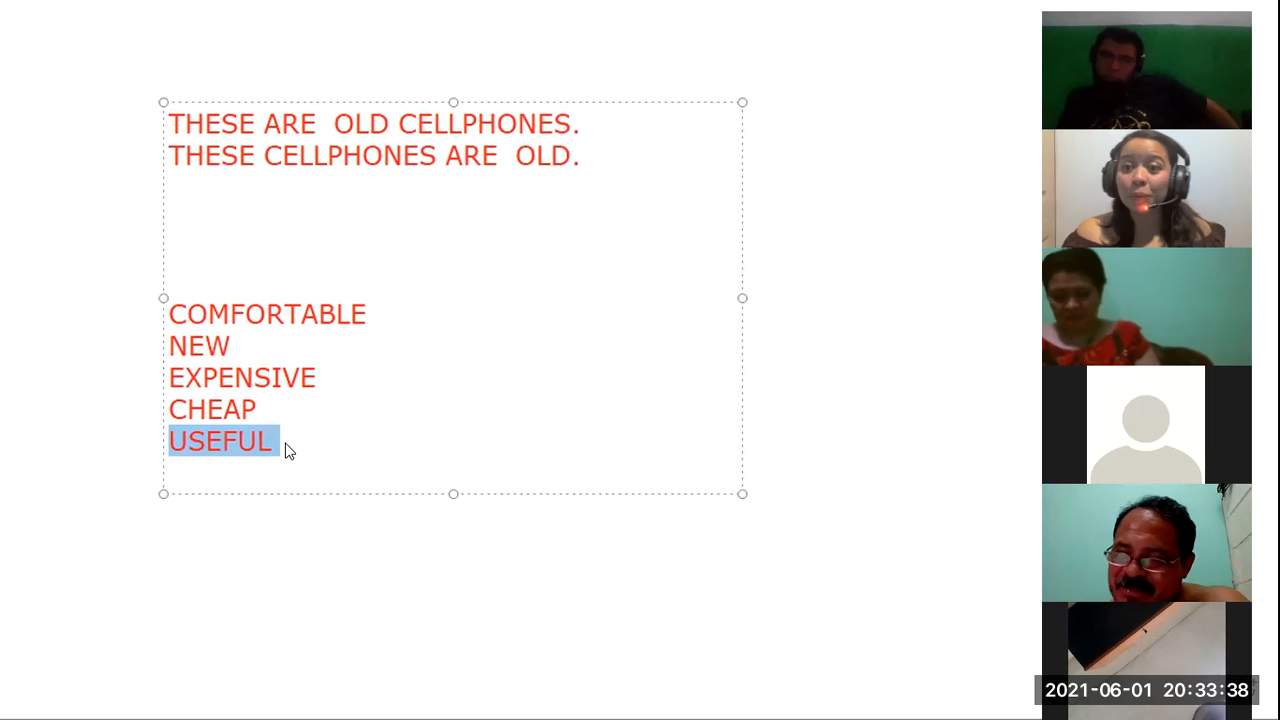 THESE ARE OLD CELLPHONES.
THESE CELLPHONES ARE OLD.
COMFORTABLE
NEW
EXPENSIVE
CHEAP
USEFUL
2021-06-01 20:33:38